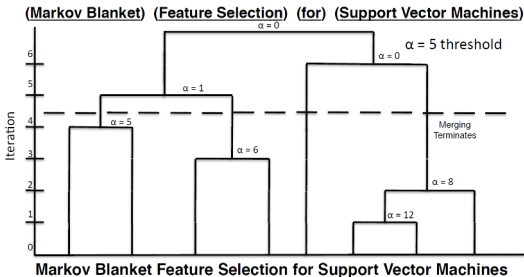 (Markov Blanket) (Feature Selection) (for) (Support Vector Machines)
α = 0
α = 5 threshold
α = 0
6
5
α = 1
4
α = 5
Merging
Terminates
Iteration
3
α = 6
2
α = 8
1
α = 12
0
Markov Blanket Feature Selection for Support Vector Machines